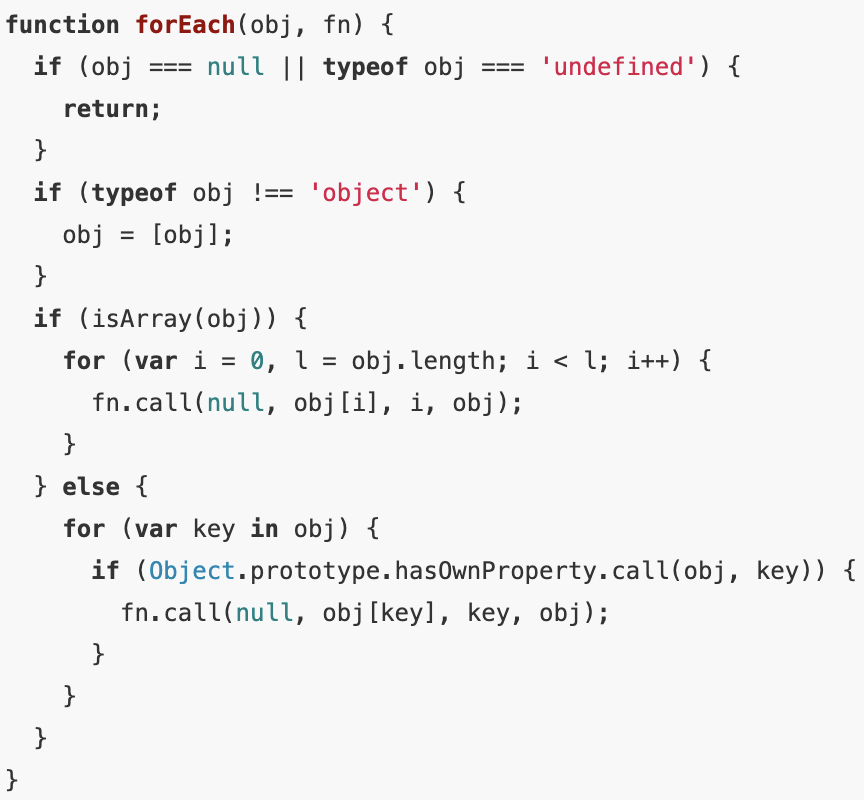 function forEach(obj, fn) {
  if (obj === null || typeof obj === 'undefined') {
    return;
  }
  if (typeof obj !== 'object') {
    obj = [obj];
  }
  if (isArray(obj)) {
    for (var i = 0, l = obj.length; i < l; i++) {
      fn.call(null, obj[i], i, obj);
    }
  } else {
    for (var key in obj) {
      if (Object.prototype.hasOwnProperty.call(obj, key)) {
        fn.call(null, obj[key], key, obj);
      }
    }
  }
}